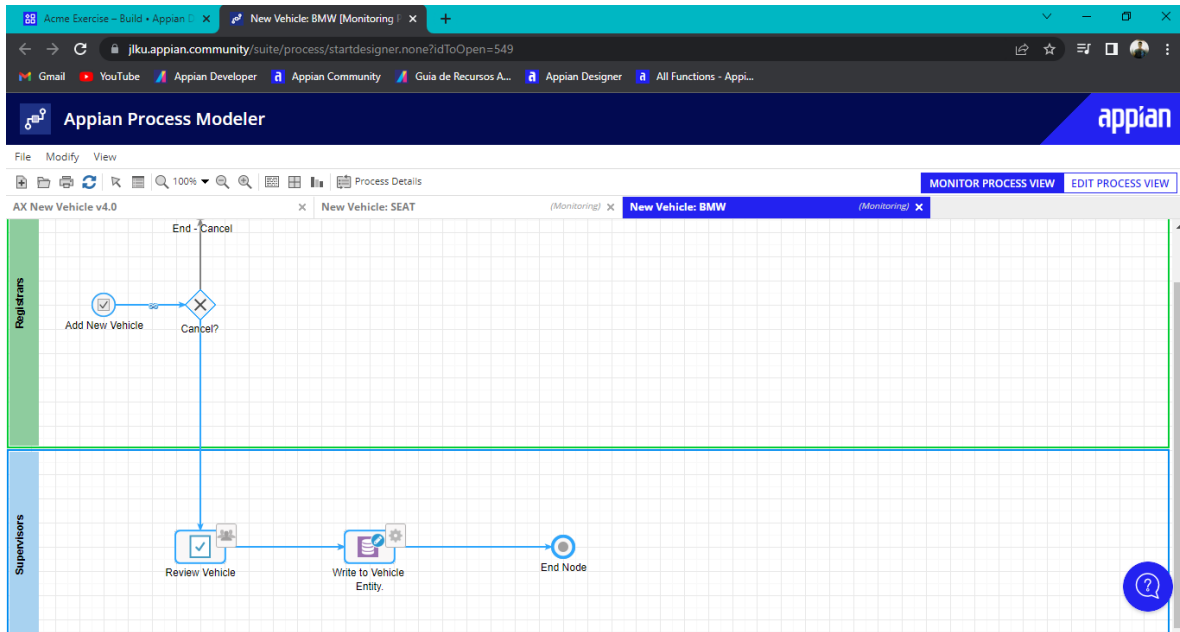 Acme Exercise – Build • Appian D
New Vehicle: BMW [Monitoring P
jlku.appian.community/suite/process/startdesigner.none?idToOpen=549
Gmail
YouTube
Appian Developer
Appian Community
Guia de Recursos A...
Appian Designer
All Functions - Appi...
Appian Process Modeler
appian
File Modify View
100%
Process Details
MONITOR PROCESS VIEW
EDIT PROCESS VIEW
AX New Vehicle v4.0
New Vehicle: SEAT (Monitoring)
New Vehicle: BMW (Monitoring)
End - Cancel
Registrars
Add New Vehicle
Cancel?
Supervisors
Review Vehicle
Write to Vehicle
Entity.
End Node